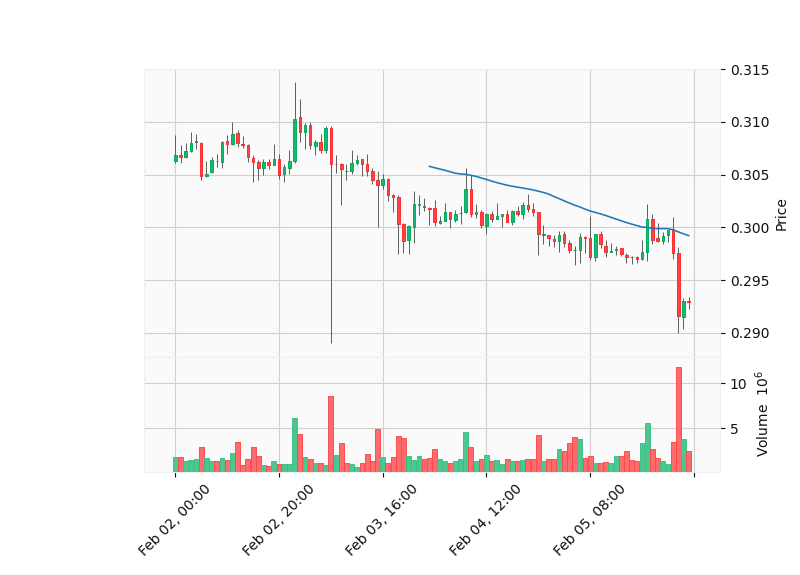 0.315
0.310
0.305
0.300
0.295
0.290
Price
10
5
Volume 10^6
Feb 02, 00:00
Feb 02, 20:00
Feb 03, 16:00
Feb 04, 12:00
Feb 05, 08:00